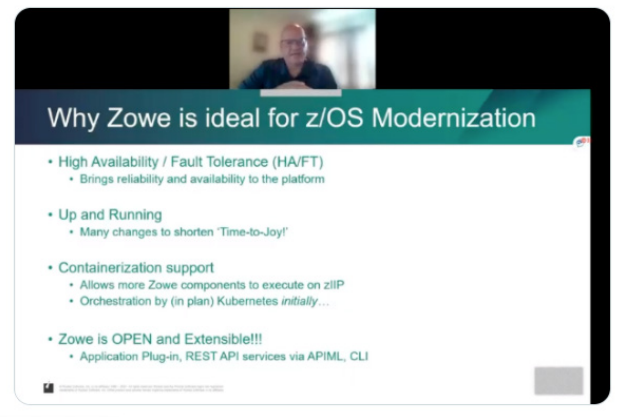 Why Zowe is ideal for z/OS Modernization
• High Availability / Fault Tolerance (HA/FT)
• Brings reliability and availability to the platform
• Up and Running
• Many changes to shorten 'Time-to-Joy!'
• Containerization support
• Allows more Zowe components to execute on zIIP
• Orchestration by (in plan) Kubernetes initially…
• Zowe is OPEN and Extensible!!!
• Application Plug-in, REST API services via APIML, CLI